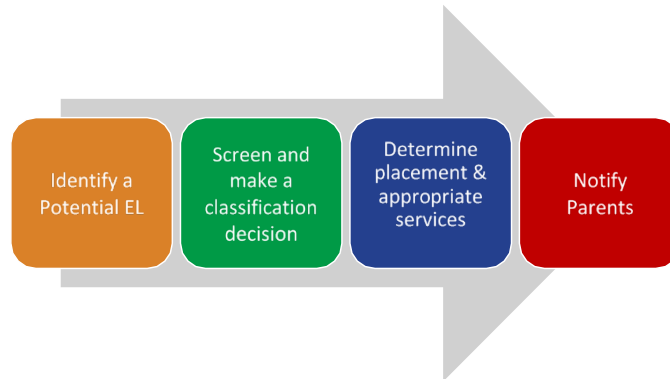 Identify a
Potential EL
Screen and
make a
classification
decision
Determine
placement &
appropriate
services
Notify
Parents